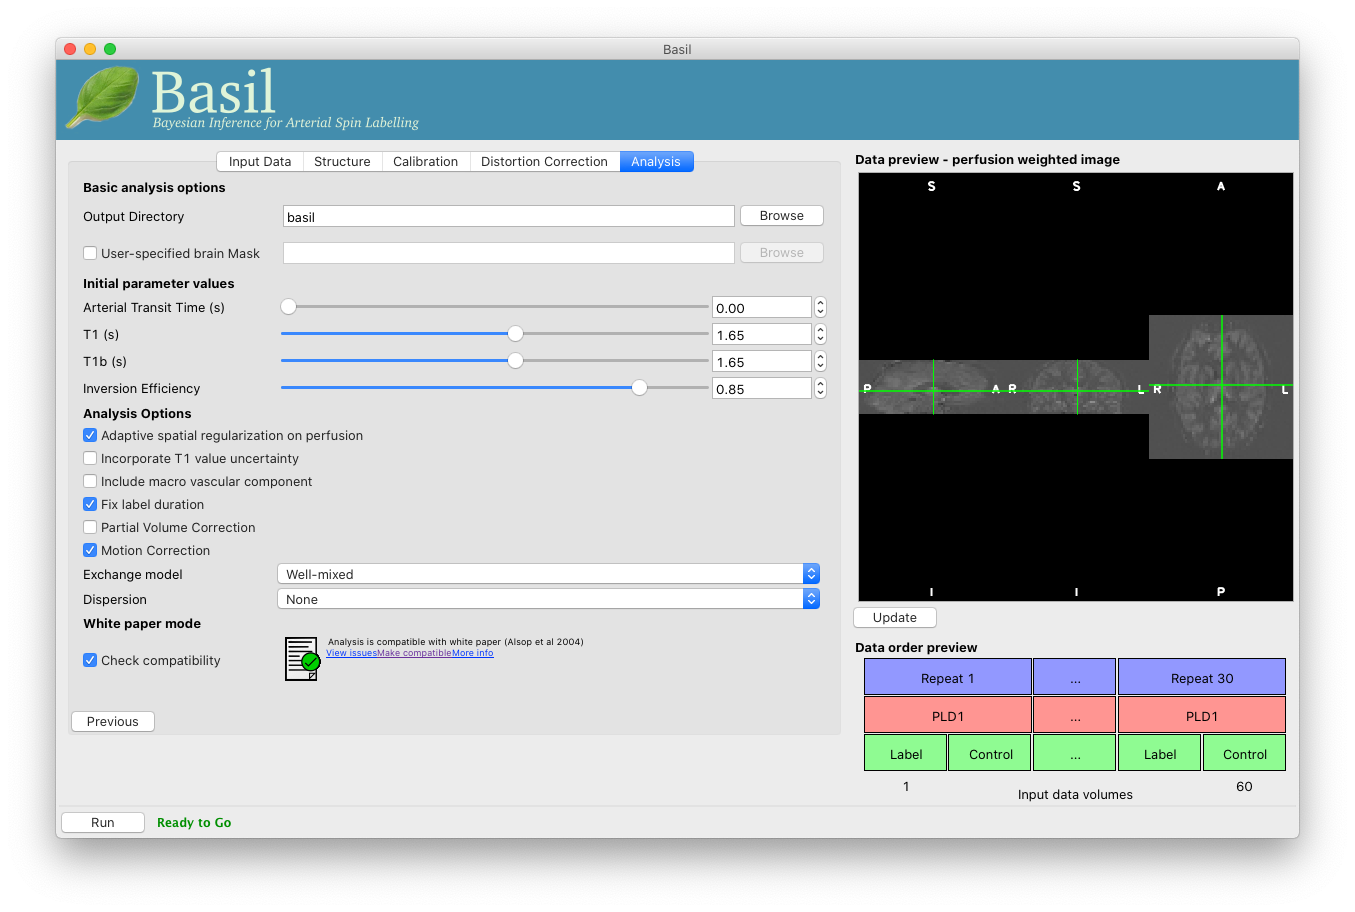 Basil
Basil
Bayesian Inference for Arterial Spin Labelling
Input Data Structure Calibration Distortion Correction Analysis
Basic analysis options
Output Directory basil Browse
User-specified brain Mask Browse
Initial parameter values
Arterial Transit Time (s) 0.00
T1 (s) 1.65
T1b (s) 1.65
Inversion Efficiency 0.85
Analysis Options
Adaptive spatial regularization on perfusion
Incorporate T1 value uncertainty
Include macro vascular component
Fix label duration
Partial Volume Correction
Motion Correction
Exchange model Well-mixed
Dispersion None
White paper mode
Check compatibility
Analysis is compatible with white paper (Alsop et al 2004)
View issuesMake compatibleMore info
Previous
Data preview - perfusion weighted image
S S A
P A R L R L
I I P
Update
Data order preview
Repeat 1 ... Repeat 30
PLD1 ... PLD1
Label Control ... Label Control
1 60
Input data volumes
Run Ready to Go